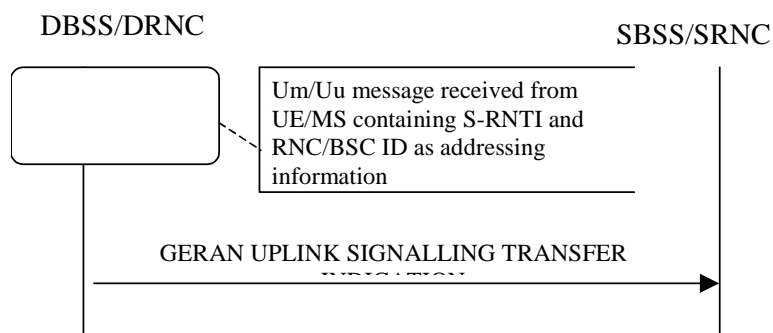 DBSS/DRNC
SBSS/SRNC
Um/Uu message received from
UE/MS containing S-RNTI and
RNC/BSC ID as addressing
information
GERAN UPLINK SIGNALLING TRANSFER
INDICATION